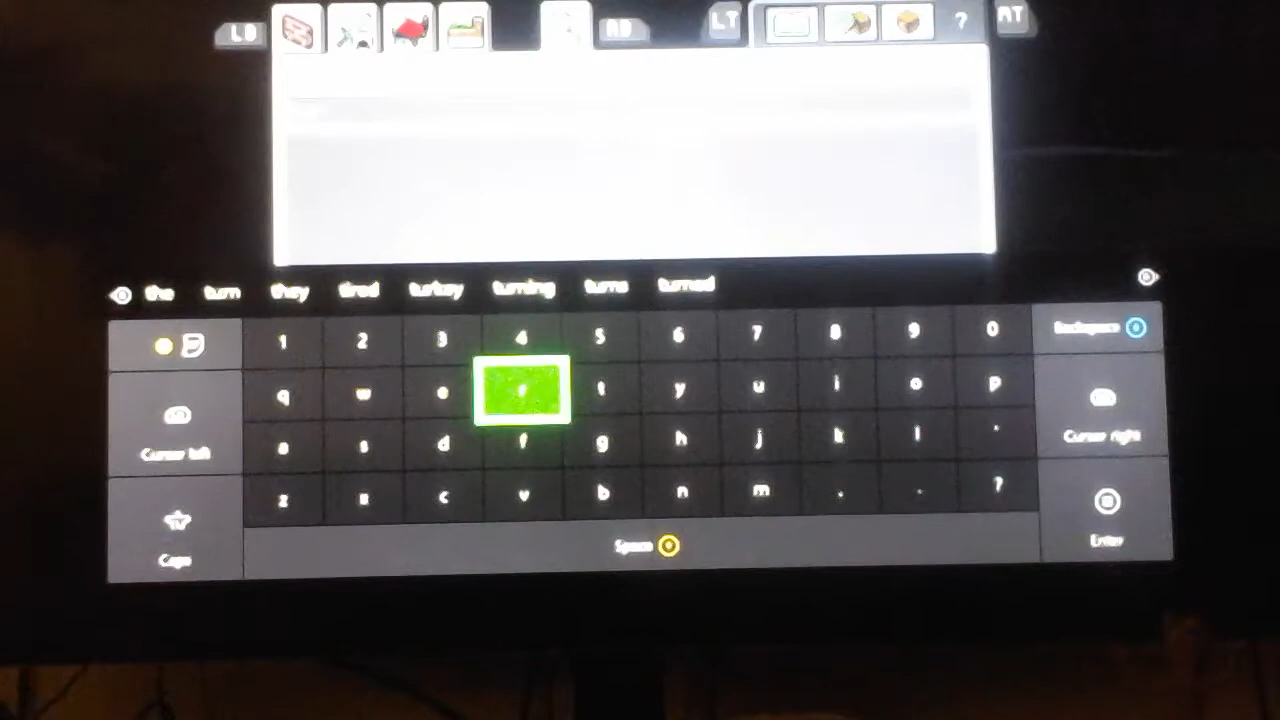 LB RB LT ? RT
the turn they tired turkey turning turns turned
1 2 3 4 5 6 7 8 9 0 Backspace
q w e r t y u i o p
Cursor left a s d f g h j k l ' Cursor right
z x c v b n m , . ?
Caps Space Enter